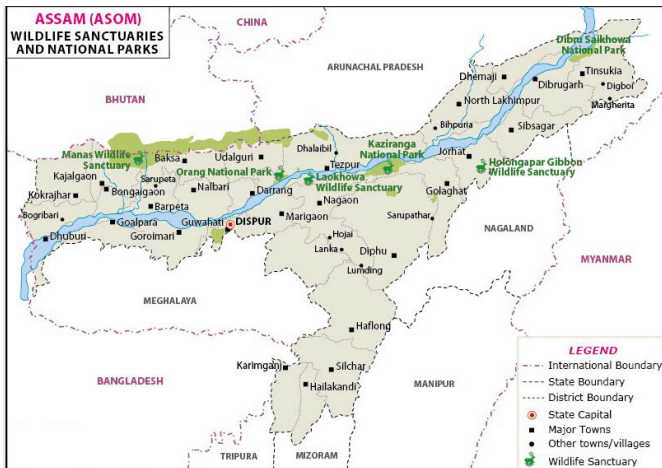 ASSAM (ASOM)
WILDLIFE SANCTUARIES
AND NATIONAL PARKS
CHINA
Dibru Saikhowa
National Park
ARUNACHAL PRADESH
Dhemaji
Tinsukia
Dibrugarh
Digboi
BHUTAN
North Lakhimpur
Margherita
Bihpuria
Sibsagar
Dhalaibil
Kaziranga
National Park
Manas Wildlife
Sanctuary
Baksa
Udalguri
Tezpur
Jorhat
Holongapar Gibbon
Wildlife Sanctuary
Kajalgaon
Sarupeta
Orang National Park
Laokhowa
Wildlife Sanctuary
Bongaigaon
Nalbari
Darrang
Golaghat
Kokrajhar
Barpeta
Nagaon
Bogribari
Goalpara
Guwahati
DISPUR
Marigaon
Sarupathar
Dhuburi
Goroimari
Hojai
NAGALAND
Lanka
Diphu
MYANMAR
Lumding
MEGHALAYA
Haflong
LEGEND
Karimganj
Silchar
International Boundary
BANGLADESH
Hailakandi
MANIPUR
State Boundary
District Boundary
State Capital
Major Towns
Other towns/villages
TRIPURA
MIZORAM
Wildlife Sanctuary